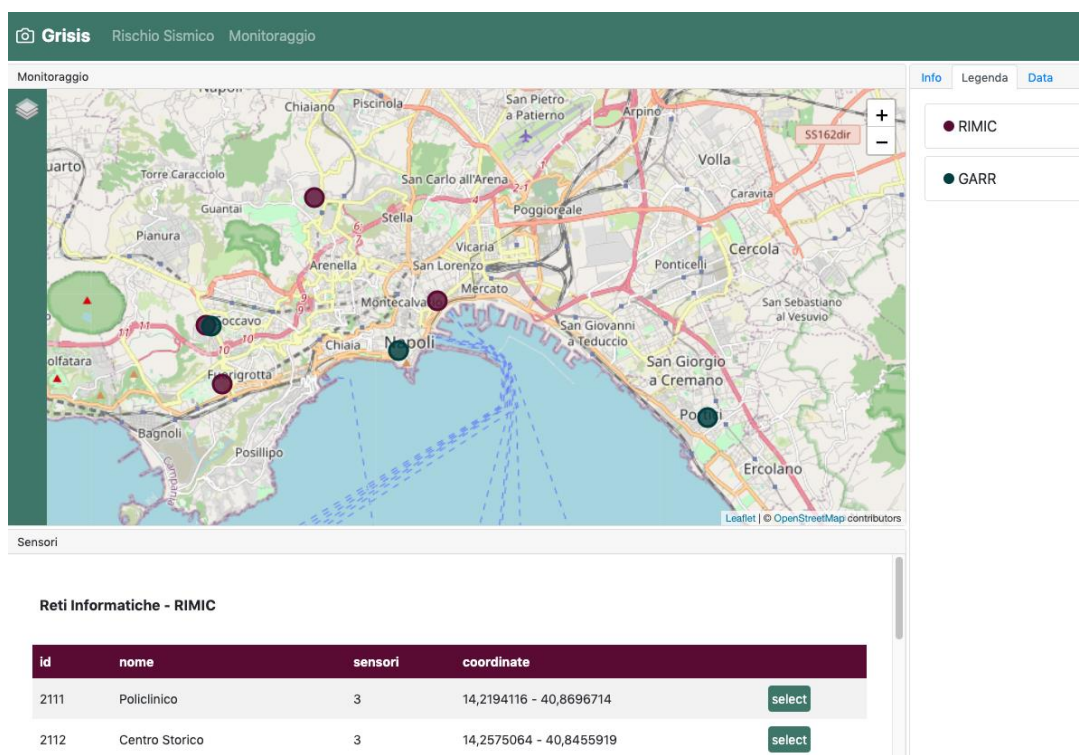 Grisis Rischio Sismico Monitoraggio
Monitoraggio
Info Legenda Data
RIMIC
GARR
+
−
Chiaiano
Piscinola
San Pietro
a Patierno
Arpino
SS162dir
Volla
Torre Caracciolo
San Carlo all'Arena
2-1
Caravita
Guantai
Stella
Poggioreale
Pianura
Vicaria
Cercola
Arenella
San Lorenzo
Ponticelli
Mercato
San Sebastiano
al Vesuvio
San Giovanni
a Teduccio
Chiaia
Napoli
San Giorgio
a Cremano
Bagnoli
Posillipo
Campania
Ercolano
Leaflet | © OpenStreetMap contributors
Sensori
Reti Informatiche - RIMIC
id nome sensori coordinate
2111 Policlinico 3 14,2194116 - 40,8696714 select
2112 Centro Storico 3 14,2575064 - 40,8455919 select